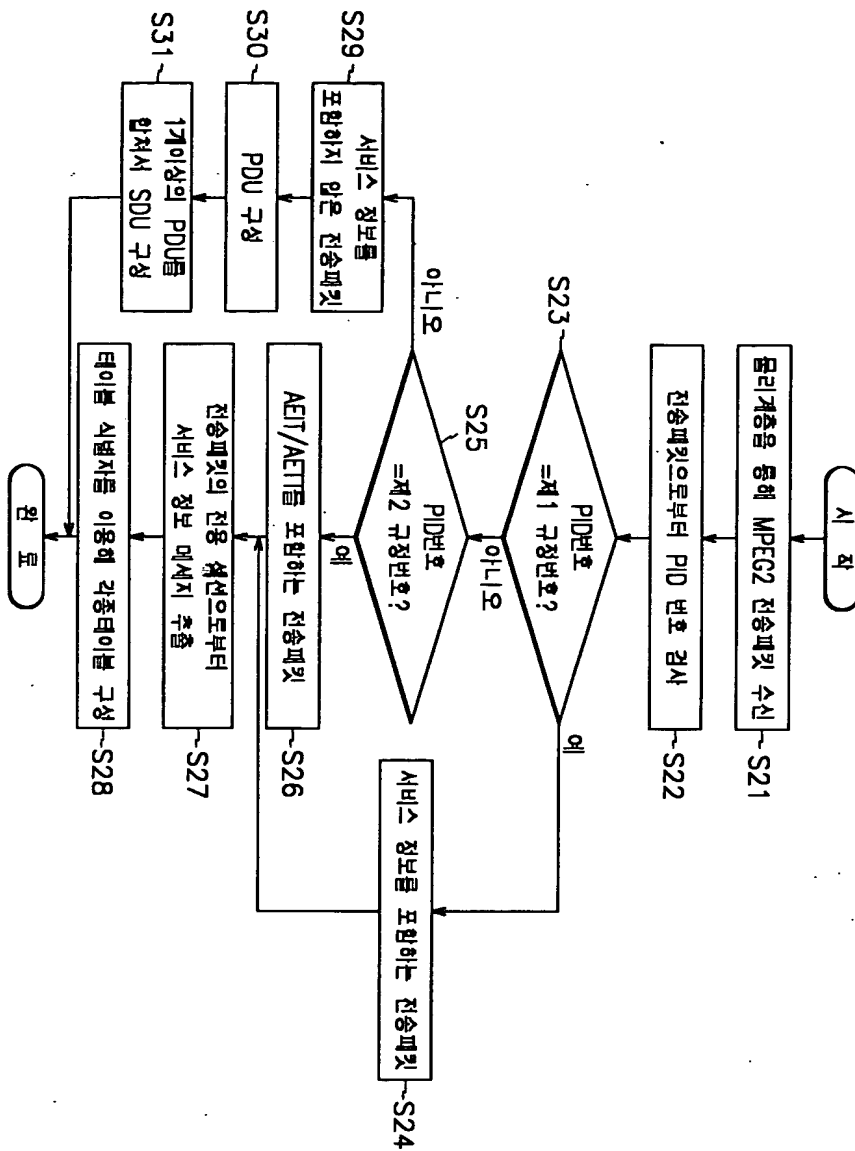 시 작
물리계층을 통해 MPEG2 전송패킷 수신
~S21
전송패킷으로부터 PID 번호 검사
~S22
S23
PID번호
=제 1 규정번호?
예
아니오
서비스 정보를 포함하는 전송패킷
~S24
S25
PID번호
=제 2 규정번호?
아니오
예
AEIT/AETT를 포함하는 전송패킷
~S26
전송패킷의 전용 섹션으로부터
서비스 정보 메세지 추출
~S27
테이블 식별자를 이용해 각종테이블 구성
~S28
S29
서비스 정보를
포함하지 않은 전송패킷
S30
PDU 구성
S31
1개이상의 PDU를
합쳐서 SDU 구성
완 료